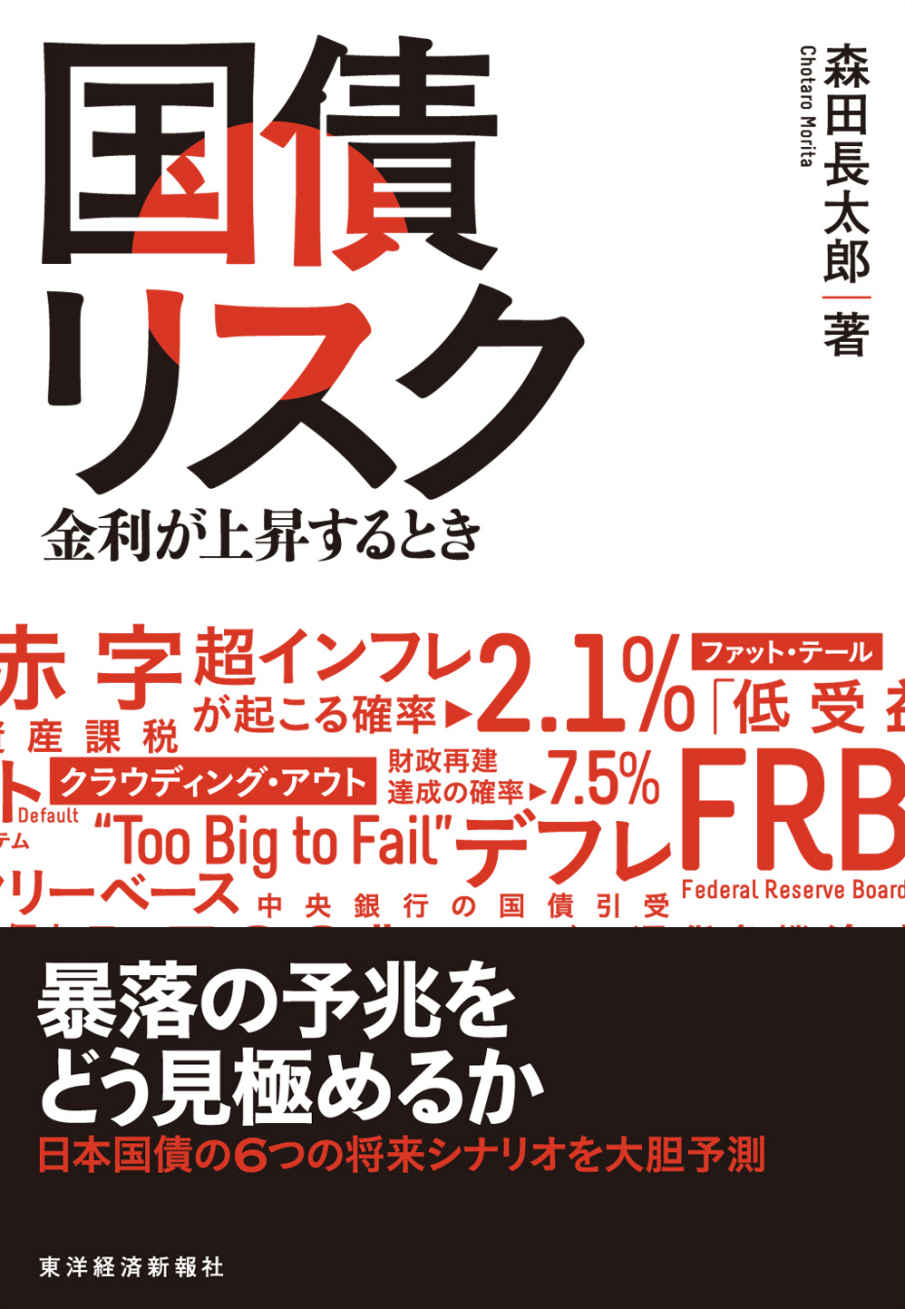 国債
リスク
金利が上昇するとき
森田長太郎|著
Chotaro Morita
赤字
資産課税
超インフレ
が起こる確率▶2.1%
ファット・テール
「低受益
クラウディング・アウト
財政再建
達成の確率▶7.5%
FRB
Federal Reserve Board
ト
Default
テム
“Too Big to Fail”
デフレ
リーベース
中央銀行の国債引受
暴落の予兆を
どう見極めるか
日本国債の6つの将来シナリオを大胆予測
東洋経済新報社